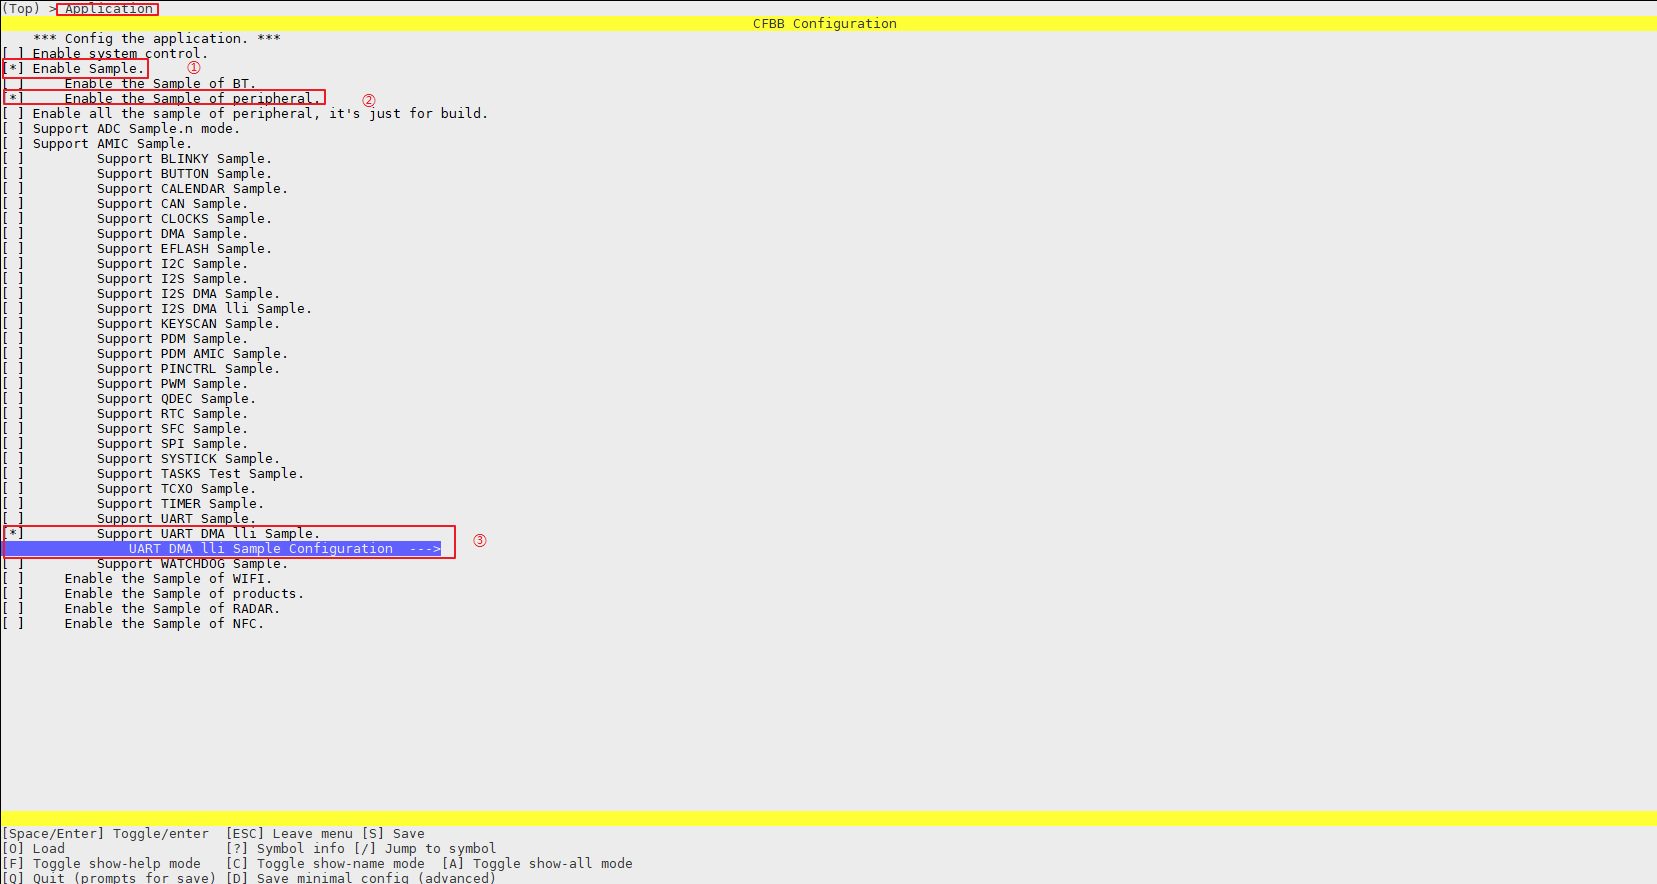 (Top) > Application
CFBB Configuration
*** Config the application. ***
[ ] Enable system control.
[*] Enable Sample. ①
[ ] Enable the Sample of BT.
[*] Enable the Sample of peripheral. ②
[ ] Enable all the sample of peripheral, it's just for build.
[ ] Support ADC Sample.n mode.
[ ] Support AMIC Sample.
[ ] Support BLINKY Sample.
[ ] Support BUTTON Sample.
[ ] Support CALENDAR Sample.
[ ] Support CAN Sample.
[ ] Support CLOCKS Sample.
[ ] Support DMA Sample.
[ ] Support EFLASH Sample.
[ ] Support I2C Sample.
[ ] Support I2S Sample.
[ ] Support I2S DMA Sample.
[ ] Support I2S DMA lli Sample.
[ ] Support KEYSCAN Sample.
[ ] Support PDM Sample.
[ ] Support PDM AMIC Sample.
[ ] Support PINCTRL Sample.
[ ] Support PWM Sample.
[ ] Support QDEC Sample.
[ ] Support RTC Sample.
[ ] Support SFC Sample.
[ ] Support SPI Sample.
[ ] Support SYSTICK Sample.
[ ] Support TASKS Test Sample.
[ ] Support TCXO Sample.
[ ] Support TIMER Sample.
[ ] Support UART Sample.
[*] Support UART DMA lli Sample.
UART DMA lli Sample Configuration ---> ③
[ ] Support WATCHDOG Sample.
[ ] Enable the Sample of WIFI.
[ ] Enable the Sample of products.
[ ] Enable the Sample of RADAR.
[ ] Enable the Sample of NFC.
[Space/Enter] Toggle/enter [ESC] Leave menu [S] Save
[O] Load [?] Symbol info [/] Jump to symbol
[F] Toggle show-help mode [C] Toggle show-name mode [A] Toggle show-all mode
[Q] Quit (prompts for save) [D] Save minimal config (advanced)